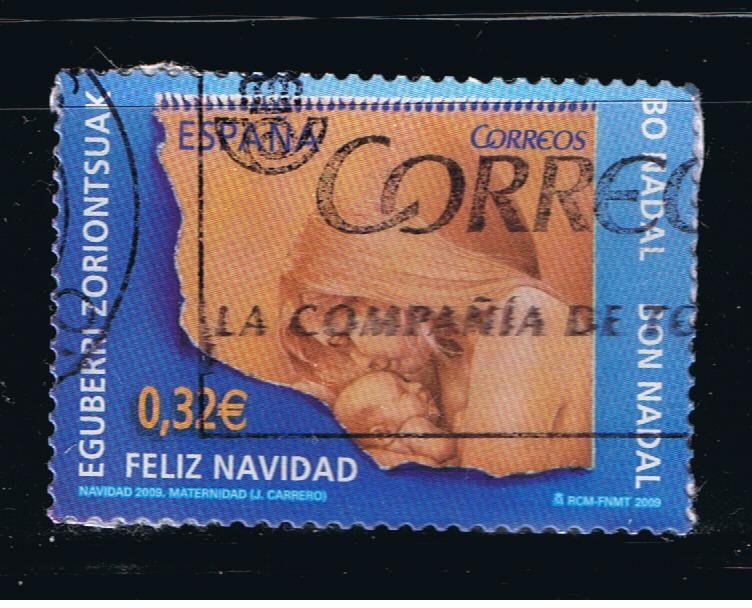 EGUBERRI ZORIONTSUAK
ESPAÑA
CORREOS
CORREO
LA COMPAÑÍA DE TO
BO NADAL BON NADAL
0,32€
FELIZ NAVIDAD
NAVIDAD 2009. MATERNIDAD (J. CARRERO)
RCM-FNMT 2009